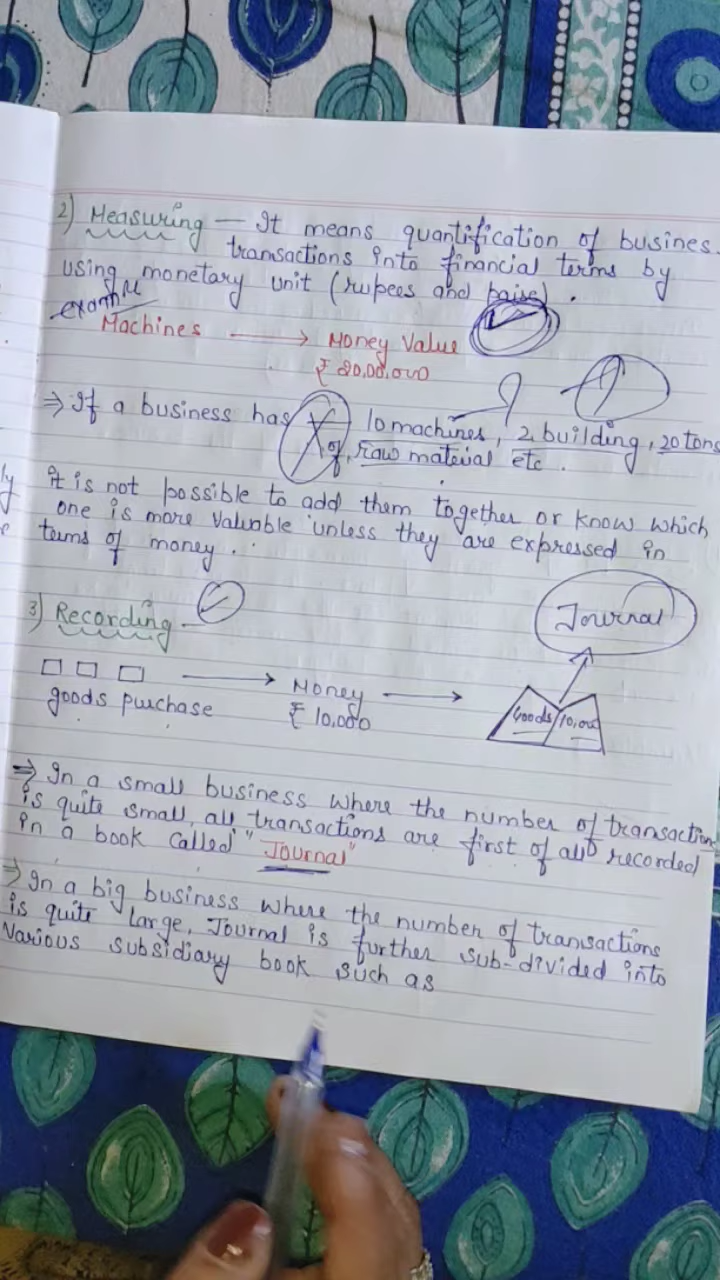 2) Measuring — It means quantification of busines
transactions into financial terms by
using monetary unit (rupees and paise).
Machines → Money Value
₹ 20,00,000
⇒ If a business has 10 machines, 2 building, 20 tons
of raw material etc.
it is not possible to add them together or know which
one is more valuable unless they are expressed in
terms of money.
3) Recording -
Journal
goods purchase → Money →
₹ 10,000
goods 10,000
⇒ In a small business where the number of transaction
is quite small, all transactions are first of all recorded
in a book called "Journal"
⇒ In a big business where the number of transactions
is quite large, Journal is further sub-divided into
various subsidiary book such as